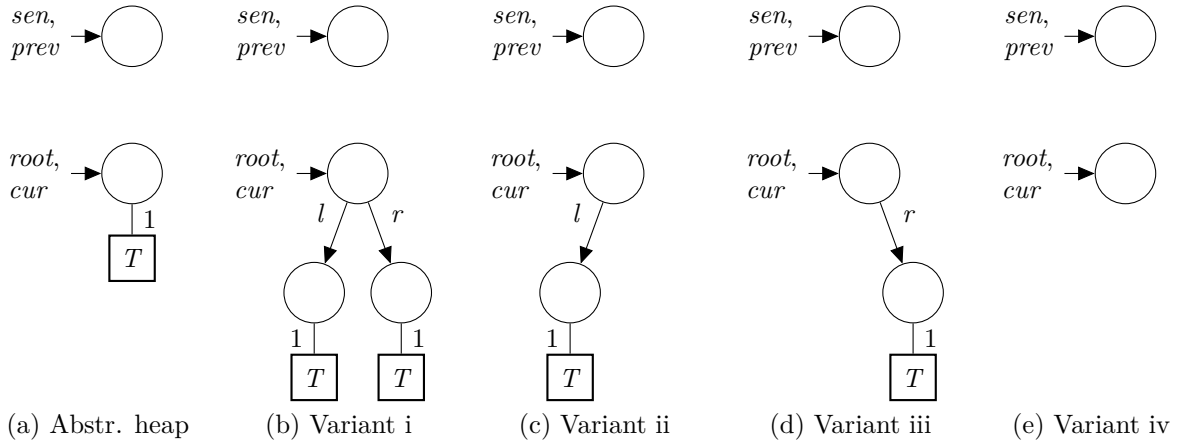 sen,
prev
root,
cur
1
T
(a) Abstr. heap
sen,
prev
root,
cur
l
r
1
1
T
T
(b) Variant i
sen,
prev
root,
cur
l
1
T
(c) Variant ii
sen,
prev
root,
cur
r
1
T
(d) Variant iii
sen,
prev
root,
cur
(e) Variant iv